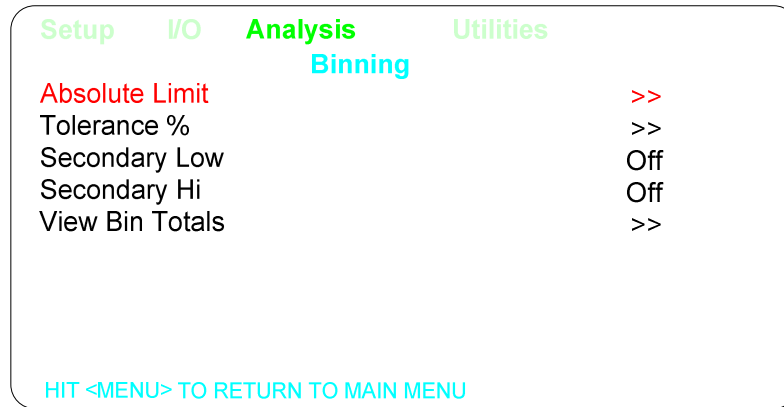 Setup I/O Analysis Utilities
Binning
Absolute Limit >>
Tolerance % >>
Secondary Low Off
Secondary Hi Off
View Bin Totals >>
HIT <MENU> TO RETURN TO MAIN MENU